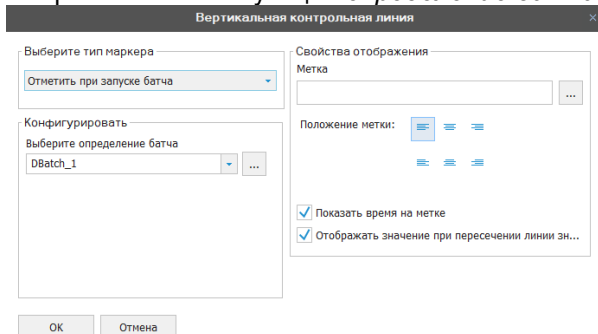 Вертикальная контрольная линия
Выберите тип маркера
Отметить при запуске батча
Конфигурировать
Выберите определение батча
DBatch_1
...
Свойства отображения
Метка
...
Положение метки:
Показать время на метке
Отображать значение при пересечении линии зн...
ОК
Отмена